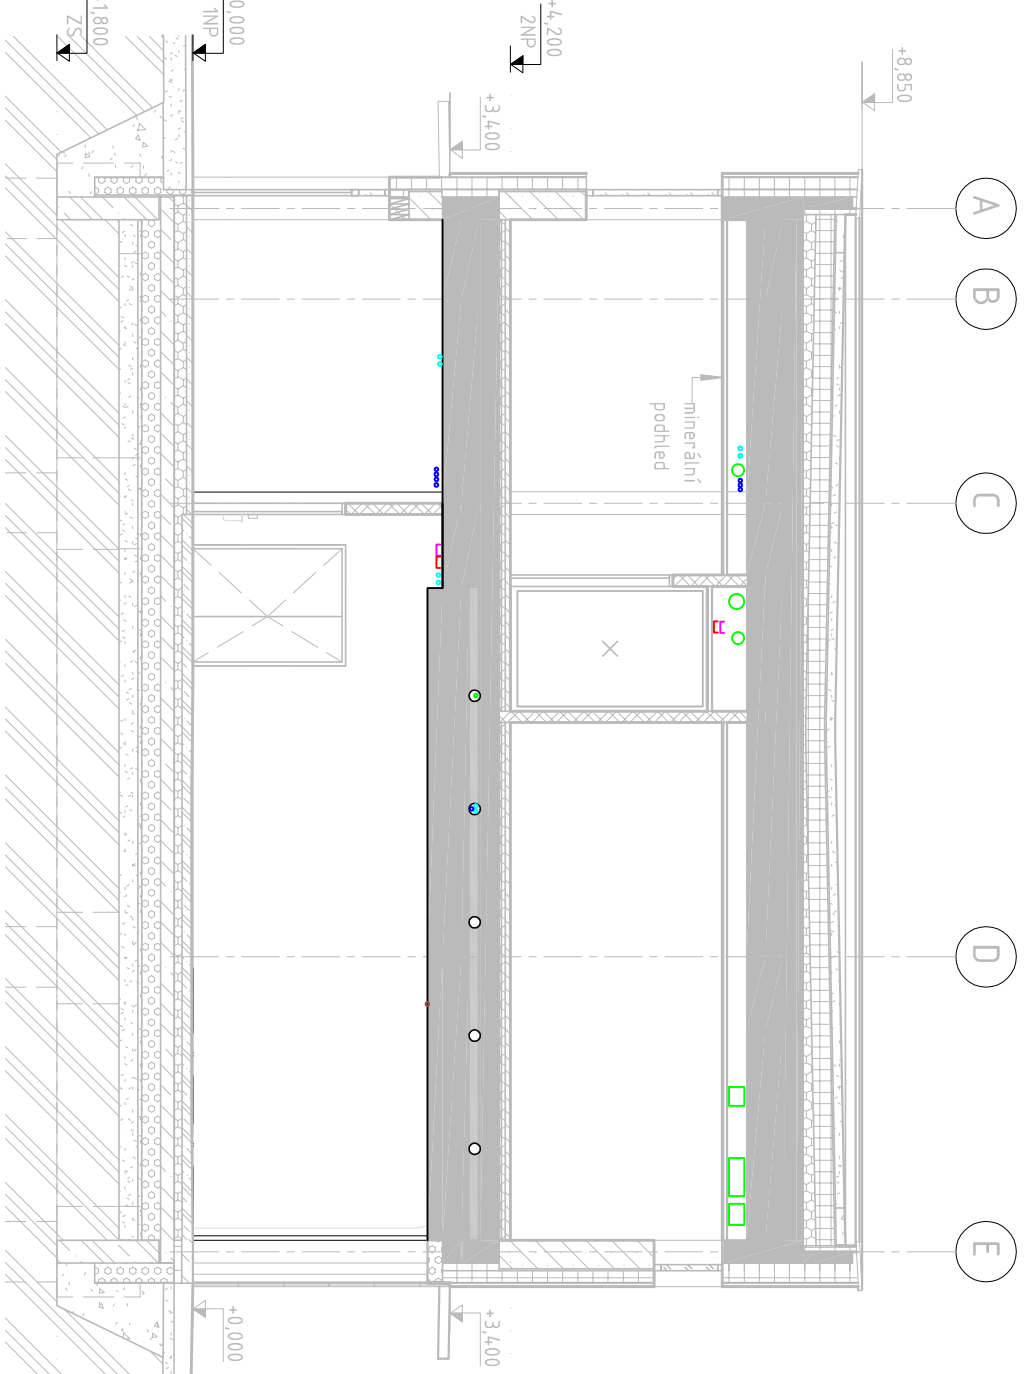 A
B
C
D
E
+8,850
minerální
podhled
+4,200
2NP
+3,400
+3,400
0,000
1NP
+0,000
1,800
ZS